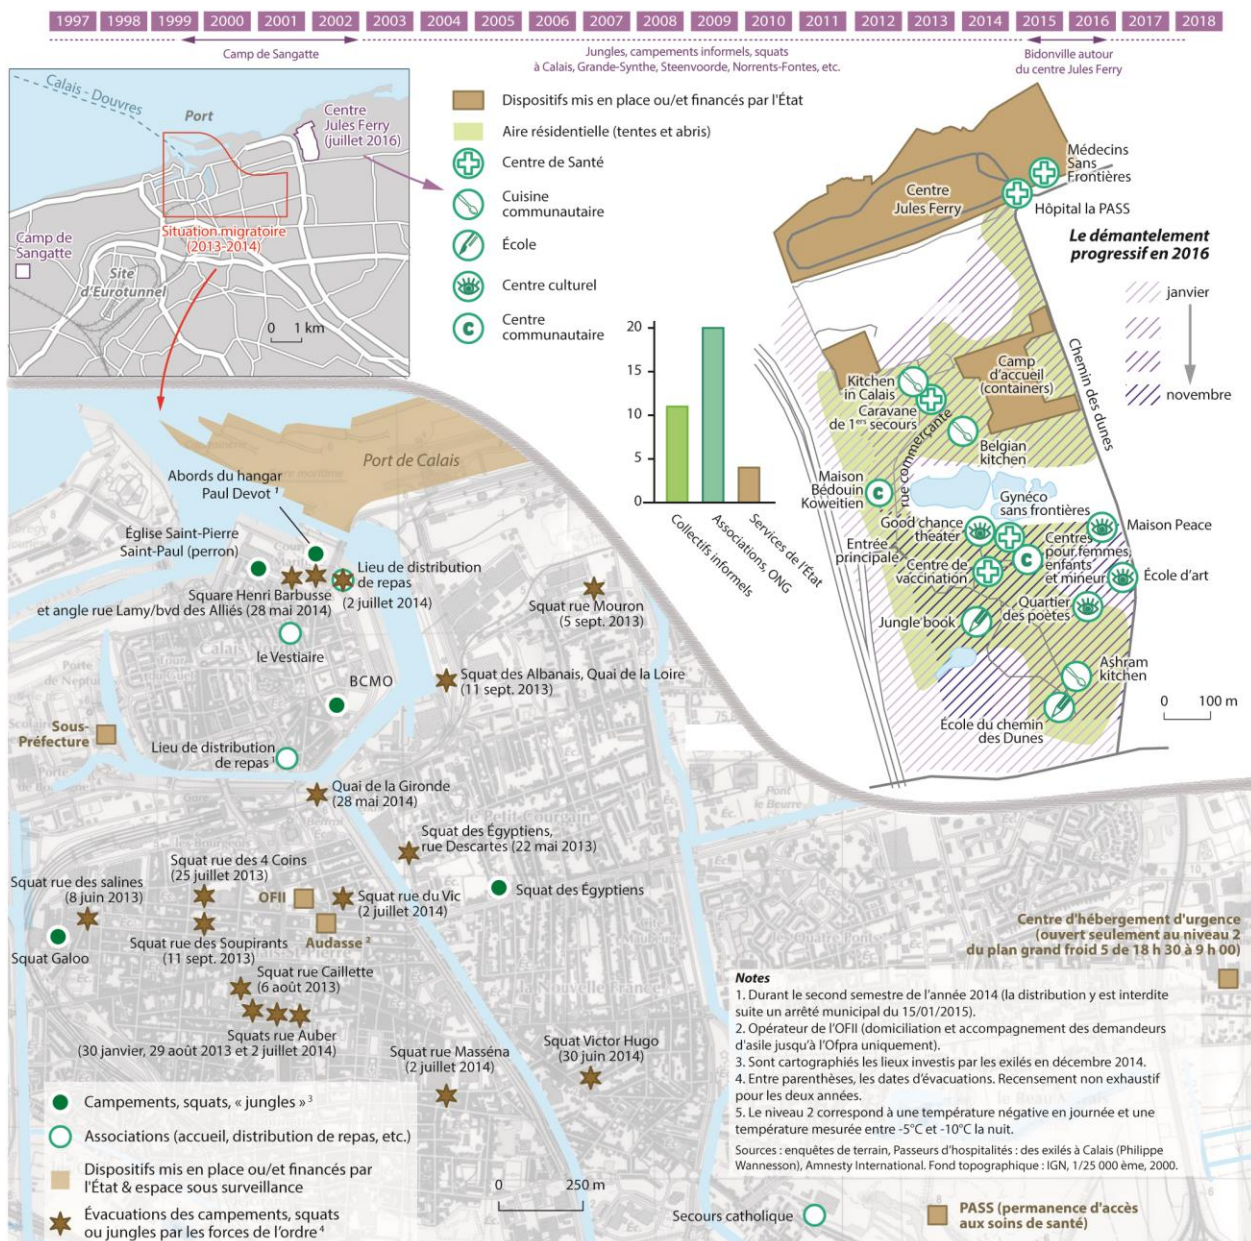 1997 1998 1999 2000 2001 2002 2003 2004 2005 2006 2007 2008 2009 2010 2011 2012 2013 2014 2015 2016 2017 2018
Camp de Sangatte
Jungles, campements informels, squats
à Calais, Grande-Synthe, Steenvoorde, Norrents-Fontes, etc.
Bidonville autour
du centre Jules Ferry
Calais - Douvres
Port
Centre
Jules Ferry
(juillet 2016)
Situation migratoire
(2013-2014)
Camp de
Sangatte
Site
d'Eurotunnel
0 1 km
Dispositifs mis en place ou/et financés par l'État
Aire résidentielle (tentes et abris)
Centre de Santé
Cuisine
communautaire
École
Centre culturel
C
Centre
communautaire
20
15
10
5
0
Collectifs informels
Associations, ONG
Services de l'État
Médecins
Sans
Frontières
Centre
Jules Ferry
Hôpital la PASS
Le démantelement
progressif en 2016
janvier
novembre
Chemin des dunes
Camp
d'accueil
(containers)
Kitchen
in Calais
Caravane
de 1ers secours
rue commerçante
Belgian
kitchen
Maison
Bédouin
Koweitien
C
Gynéco
sans frontières
Good chance
theater
Maison Peace
Entrée
principale
Centres
pour femmes,
enfants
et mineur
C
Centre de
vaccination
École d'art
Quartier
des poètes
Jungle book
Ashram
kitchen
École du chemin
des Dunes
0 100 m
Port de Calais
Abords du hangar
Paul Devot 1
Église Saint-Pierre
Saint-Paul (perron)
Lieu de distribution
de repas
(2 juillet 2014)
Square Henri Barbusse
et angle rue Lamy/bvd des Alliés
(28 mai 2014)
Squat rue Mouron
(5 sept. 2013)
Calais
le Vestiaire
BCMO
Squat des Albanais, Quai de la Loire
(11 sept. 2013)
Sous-
Préfecture
Lieu de distribution
de repas 1
Quai de la Gironde
(28 mai 2014)
Petit-Courgain
Squat des Égyptiens,
rue Descartes (22 mai 2013)
Squat rue des 4 Coins
(25 juillet 2013)
Squat rue des salines
(8 juin 2013)
OFII
Squat rue du Vic
(2 juillet 2014)
Squat des Égyptiens
Audasse 2
Squat rue des Soupirants
(11 sept. 2013)
Squat Galoo
Squat rue Caillette
(6 août 2013)
la Nouvelle France
Squats rue Auber
(30 janvier, 29 août 2013 et 2 juillet 2014)
Squat rue Masséna
(2 juillet 2014)
Squat Victor Hugo
(30 juin 2014)
Centre d'hébergement d'urgence
(ouvert seulement au niveau 2
du plan grand froid 5 de 18 h 30 à 9 h 00)
Notes
1. Durant le second semestre de l'année 2014 (la distribution y est interdite
suite un arrêté municipal du 15/01/2015).
2. Opérateur de l'OFII (domiciliation et accompagnement des demandeurs
d'asile jusqu'à l'Ofpra uniquement).
3. Sont cartographiés les lieux investis par les exilés en décembre 2014.
4. Entre parenthèses, les dates d'évacuations. Recensement non exhaustif
pour les deux années.
5. Le niveau 2 correspond à une température négative en journée et une
température mesurée entre -5°C et -10°C la nuit.
Sources : enquêtes de terrain, Passeurs d'hospitalités : des exilés à Calais (Philippe
Wannesson), Amnesty International. Fond topographique : IGN, 1/25 000 ème, 2000.
Campements, squats, « jungles » 3
Associations (accueil, distribution de repas, etc.)
Dispositifs mis en place ou/et financés par
l'État & espace sous surveillance
Évacuations des campements, squats
ou jungles par les forces de l'ordre 4
0 250 m
Secours catholique
PASS (permanence d'accès
aux soins de santé)